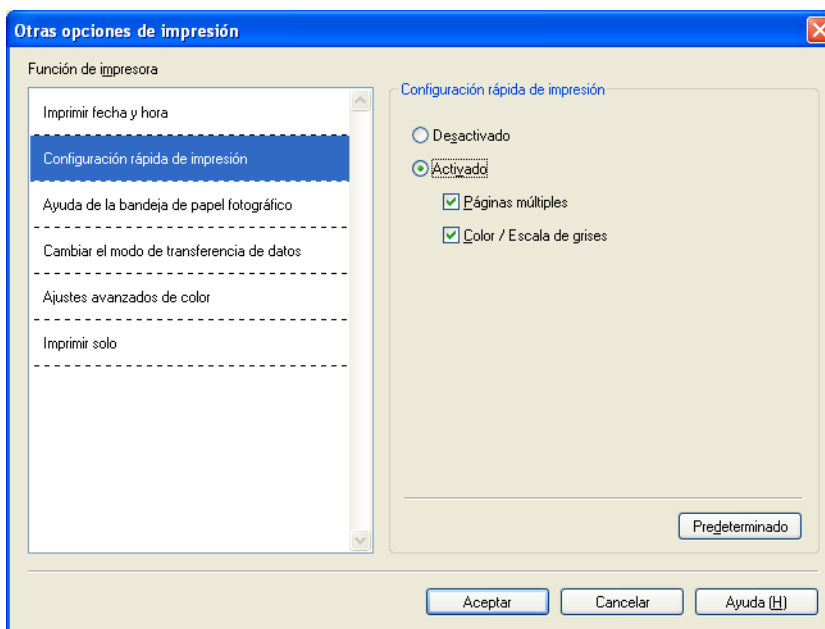 Otras opciones de impresión
Función de impresora
Imprimir fecha y hora
Configuración rápida de impresión
Ayuda de la bandeja de papel fotográfico
Cambiar el modo de transferencia de datos
Ajustes avanzados de color
Imprimir solo
Configuración rápida de impresión
Desactivado
Activado
Páginas múltiples
Color / Escala de grises
Predeterminado
Aceptar
Cancelar
Ayuda (H)